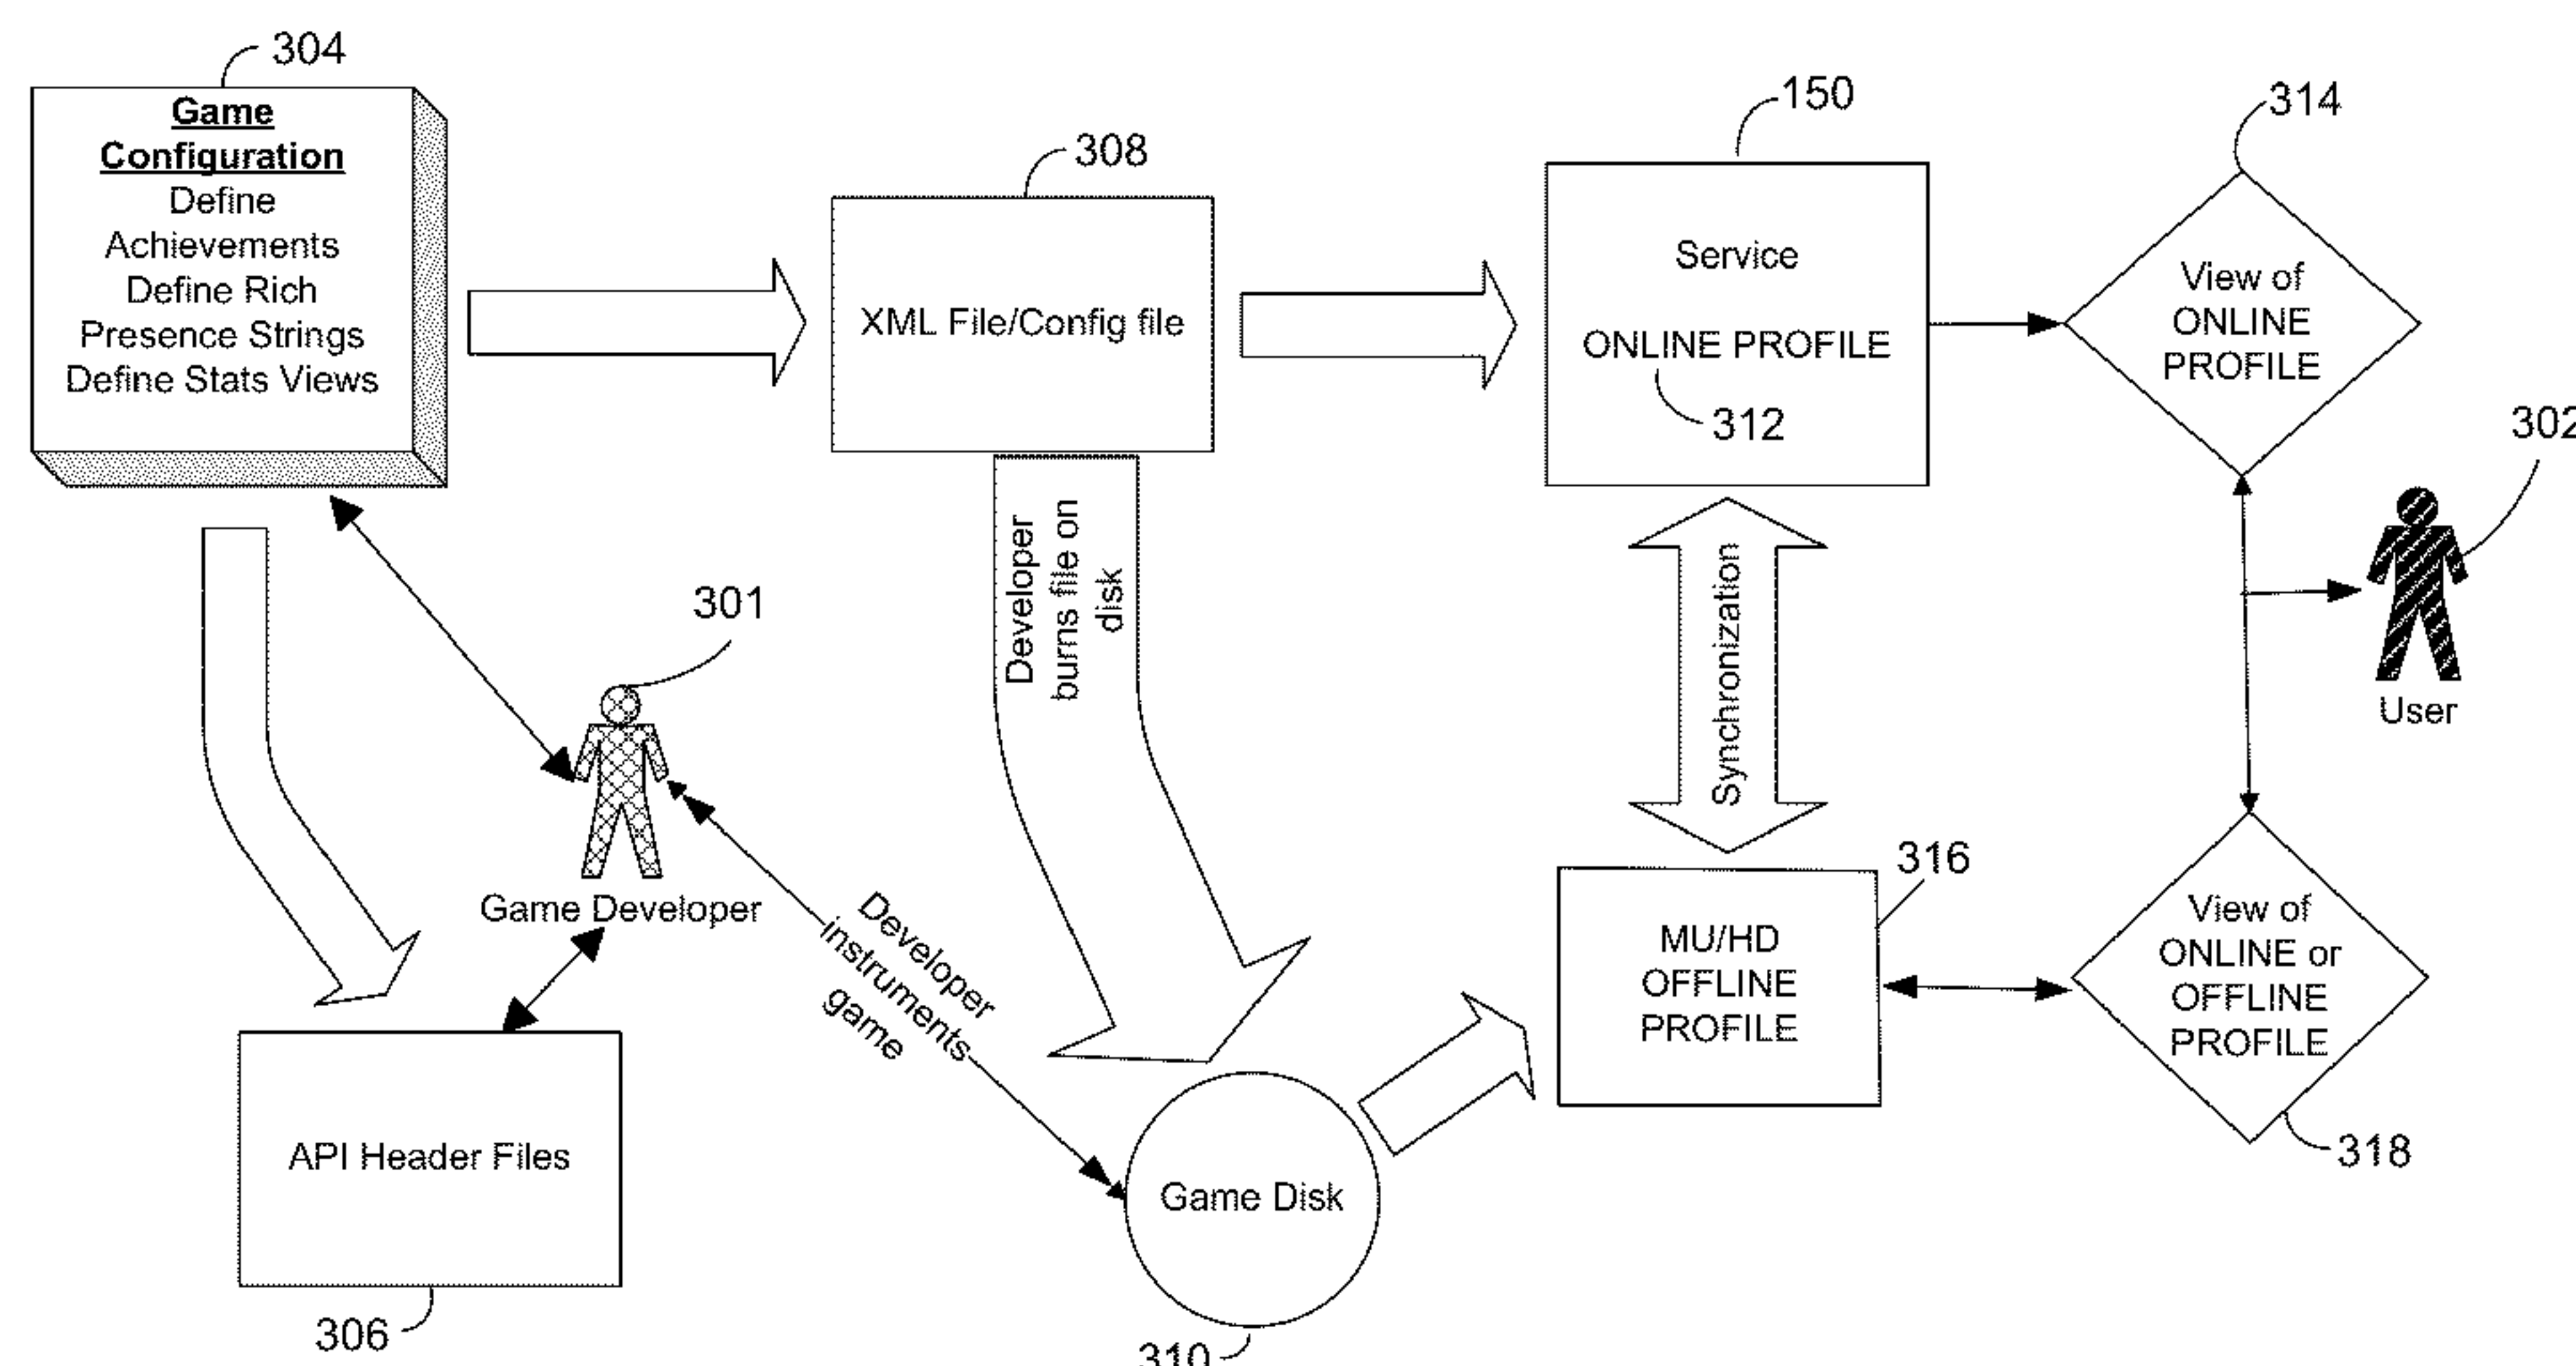 304
Game
Configuration
Define
Achievements
Define Rich
Presence Strings
Define Stats Views
308
XML File/Config file
150
Service
ONLINE PROFILE
312
314
View of
ONLINE
PROFILE
302
User
301
Game Developer
Developer
burns file on
disk
Synchronization
Developer
instruments
game
316
MU/HD
OFFLINE
PROFILE
View of
ONLINE or
OFFLINE
PROFILE
318
API Header Files
306
Game Disk
310